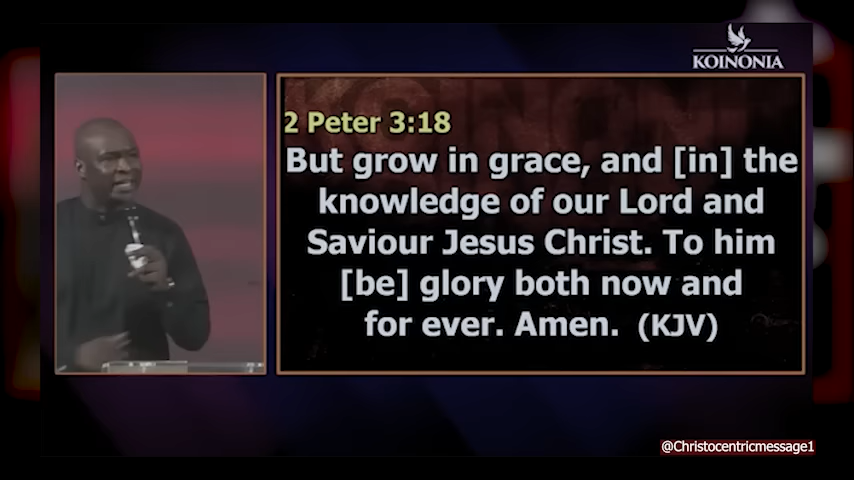 KOINONIA
2 Peter 3:18
But grow in grace, and [in] the
knowledge of our Lord and
Saviour Jesus Christ. To him
[be] glory both now and
for ever. Amen. (KJV)
@Christocentricmessage1